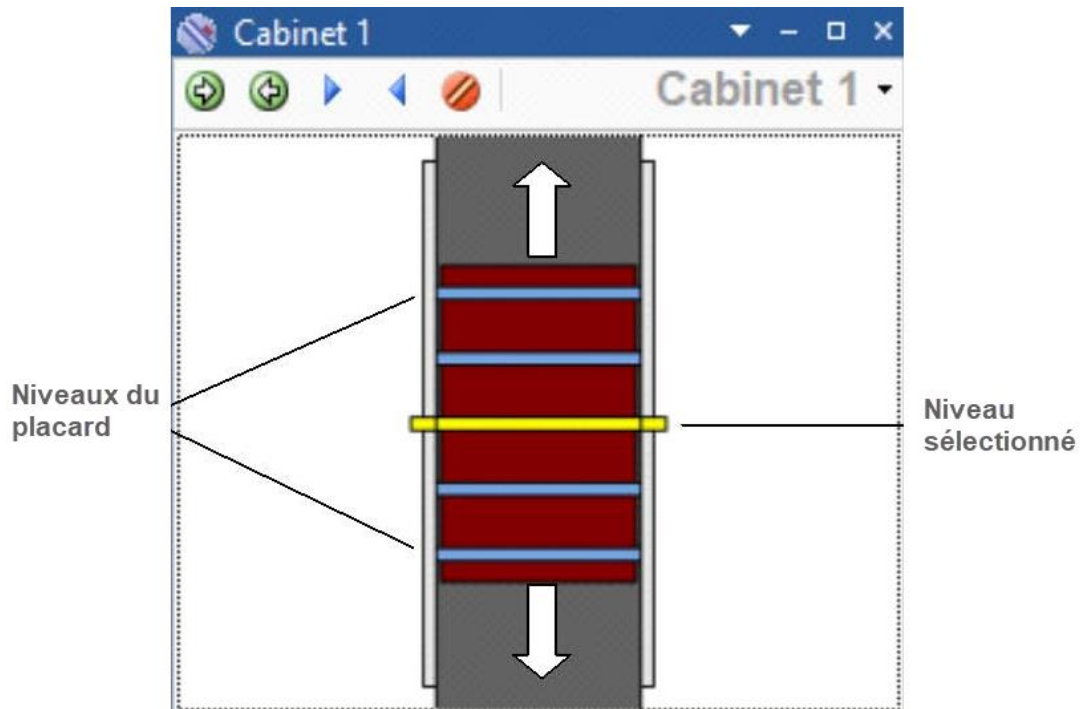 Cabinet 1
Cabinet 1
Niveaux du
placard
Niveau
sélectionné